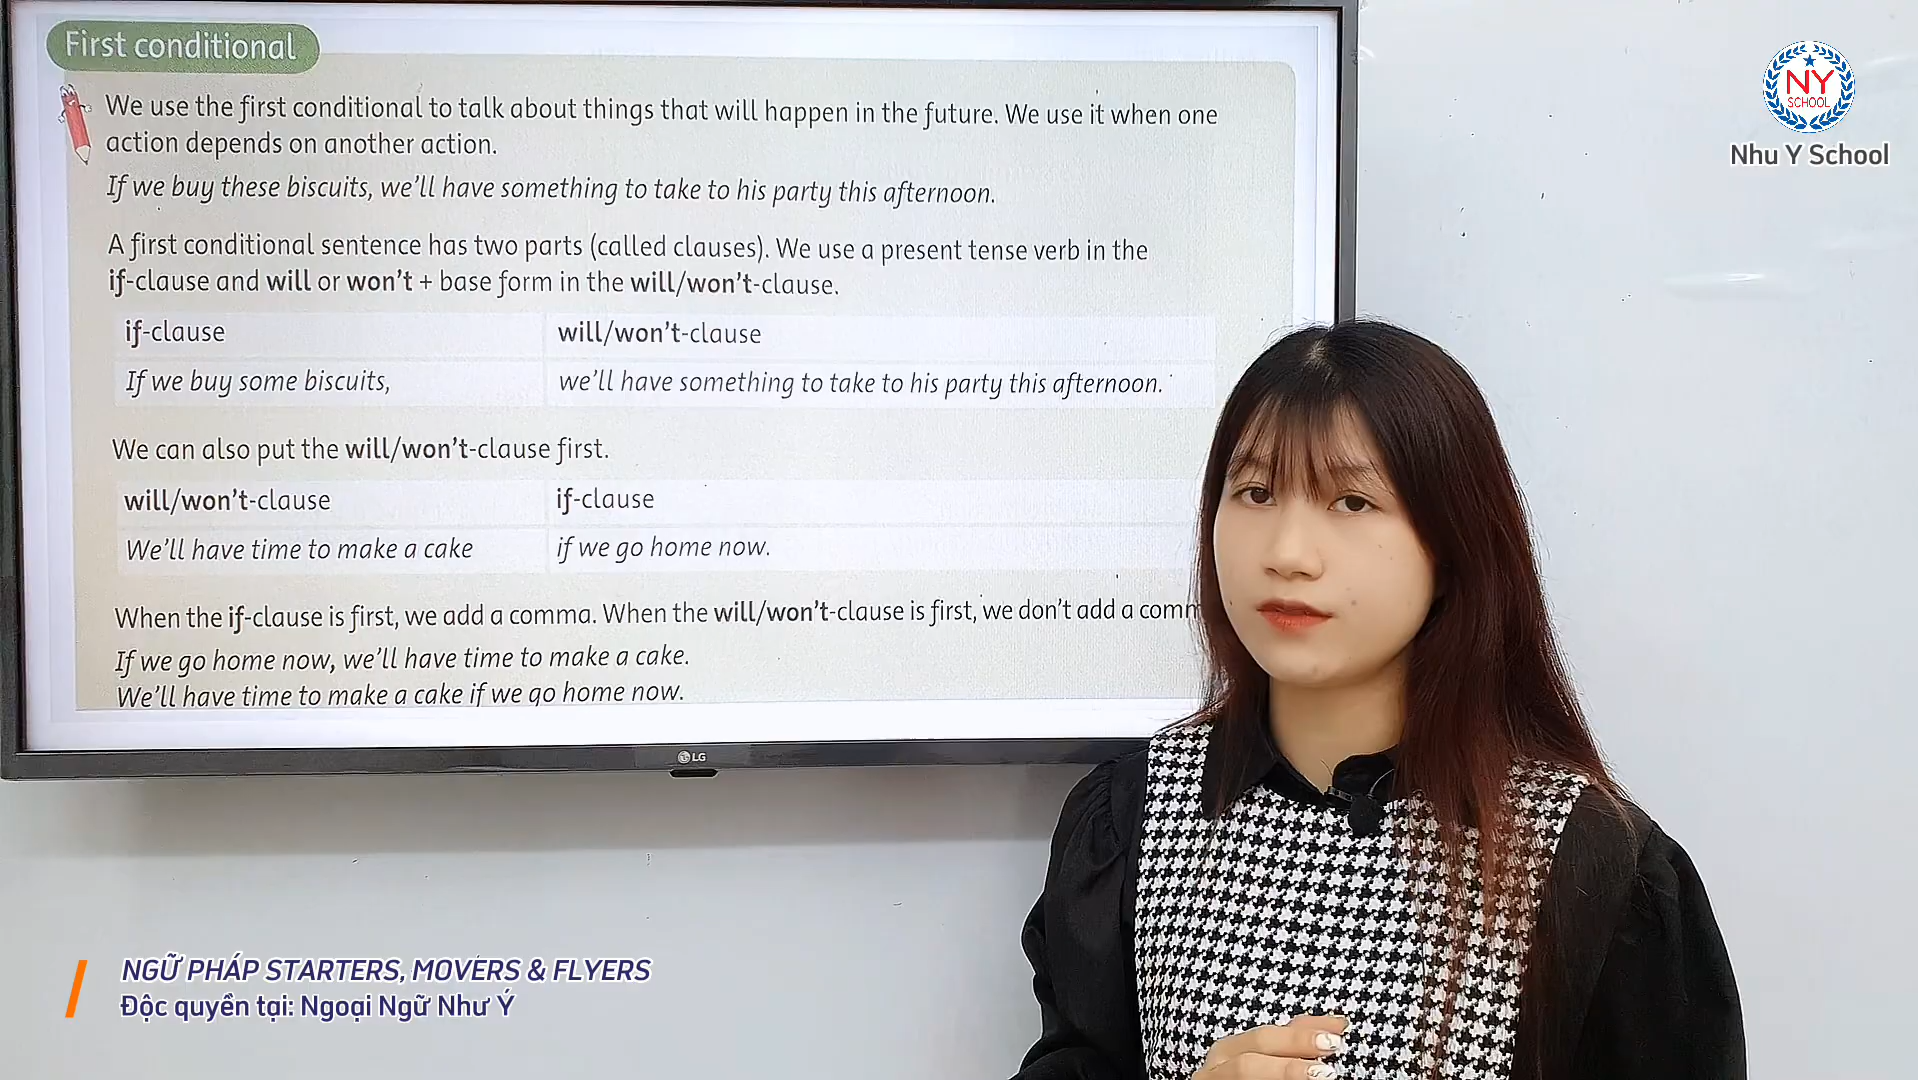 First conditional
We use the first conditional to talk about things that will happen in the future. We use it when one
action depends on another action.
If we buy these biscuits, we'll have something to take to his party this afternoon.
A first conditional sentence has two parts (called clauses). We use a present tense verb in the
if-clause and will or won't + base form in the will/won't-clause.
if-clause will/won't-clause
If we buy some biscuits, we'll have something to take to his party this afternoon.
We can also put the will/won't-clause first.
will/won't-clause if-clause
We'll have time to make a cake if we go home now.
When the if-clause is first, we add a comma. When the will/won't-clause is first, we don't add a
If we go home now, we'll have time to make a cake.
We'll have time to make a cake if we go home now.
LG
NY
SCHOOL
Nhu Y School
NGỮ PHÁP STARTERS, MOVERS & FLYERS
Độc quyền tại: Ngoại Ngữ Như Ý